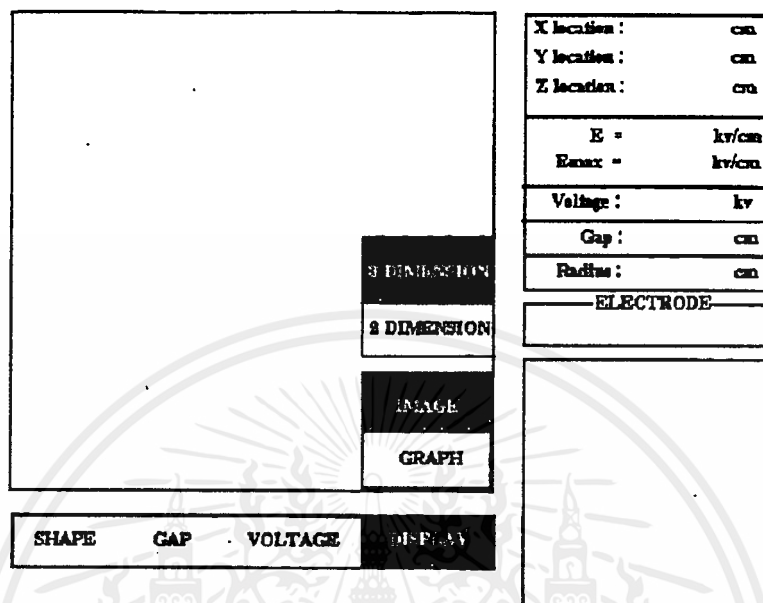 X location : cm
Y location : cm
Z location : cm
E = kv/cm
Emax = kv/cm
Voltage : kv
Gap : cm
Radius : cm
ELECTRODE
3 DIMENSION
2 DIMENSION
IMAGE
GRAPH
SHAPE GAP VOLTAGE DISPLAY